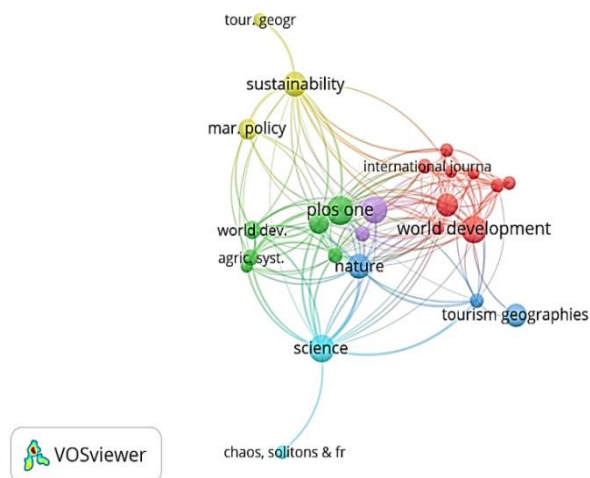 tour. geogr
sustainability
mar. policy
international journa
plos one
world dev.
world development
agric. syst.
nature
tourism geographies
science
chaos, solitons & fr
VOSviewer